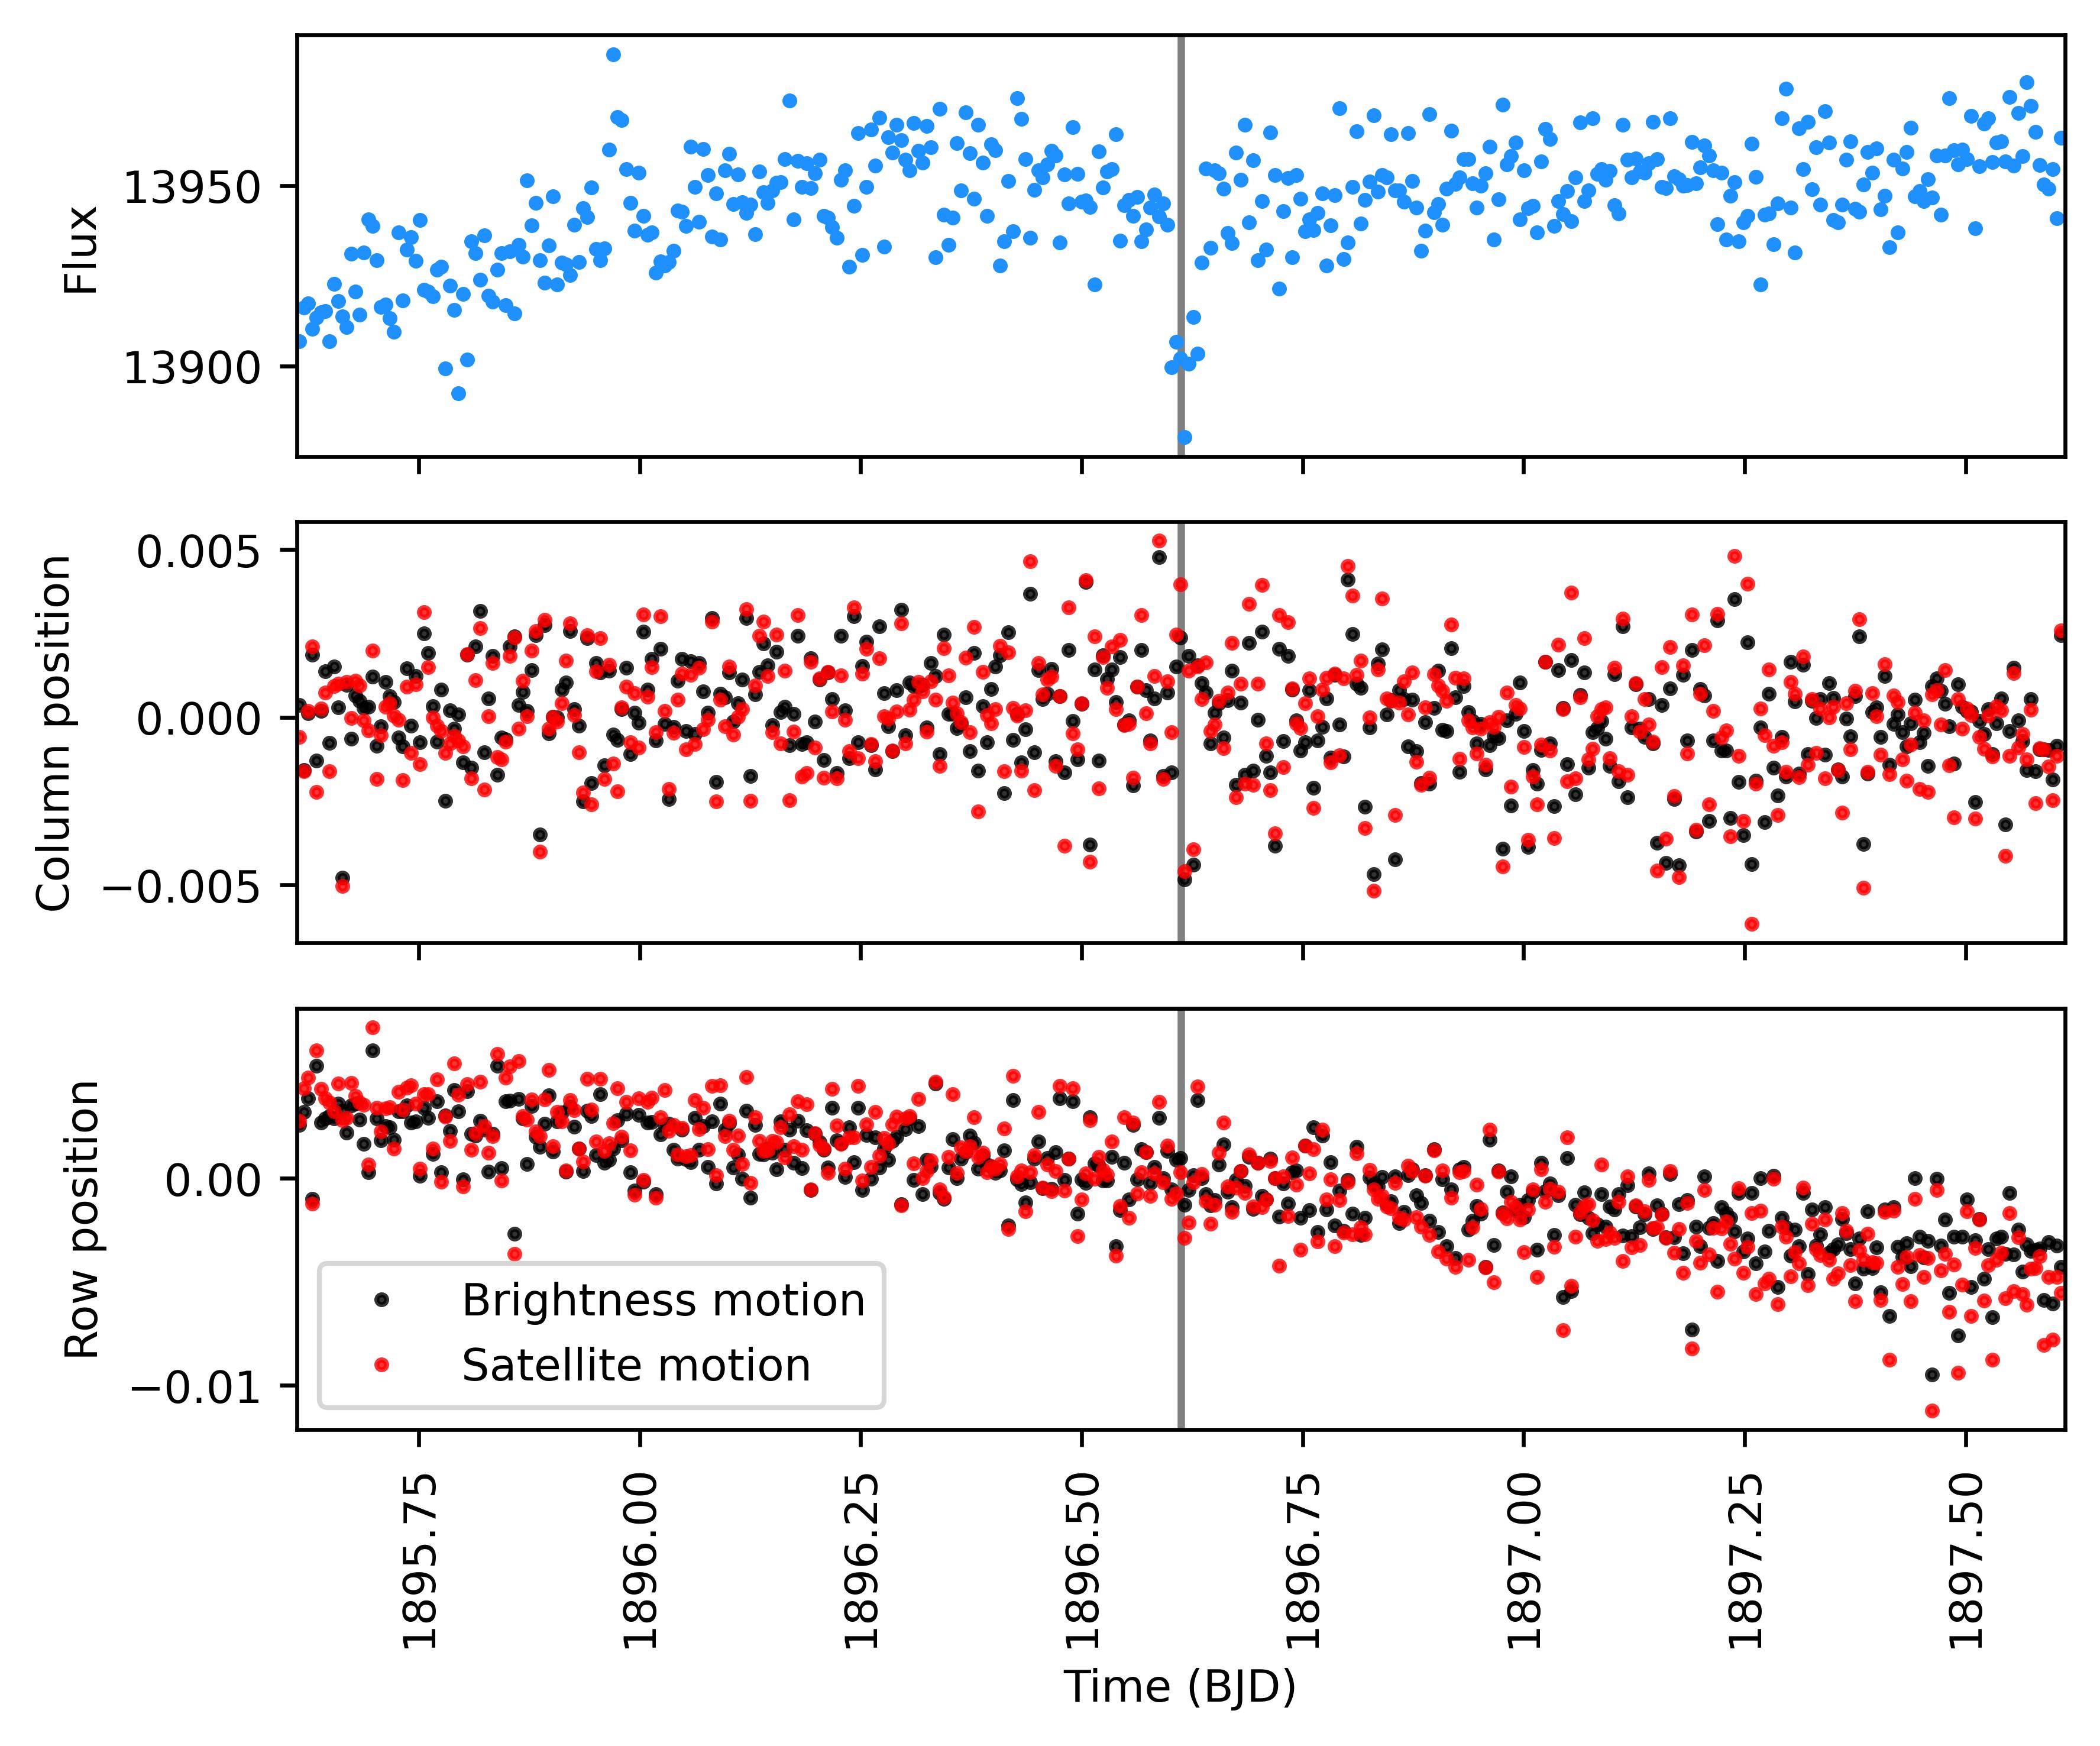 Flux
13950
13900
Column position
0.005
0.000
−0.005
Row position
0.00
−0.01
Brightness motion
Satellite motion
1895.75
1896.00
1896.25
1896.50
1896.75
1897.00
1897.25
1897.50
Time (BJD)